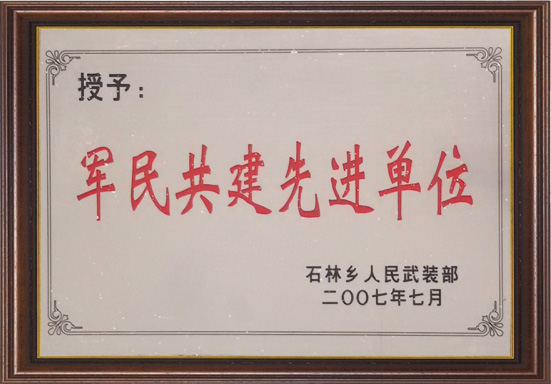 授予：
军民共建先进单位
石林乡人民武装部
二〇〇七年七月